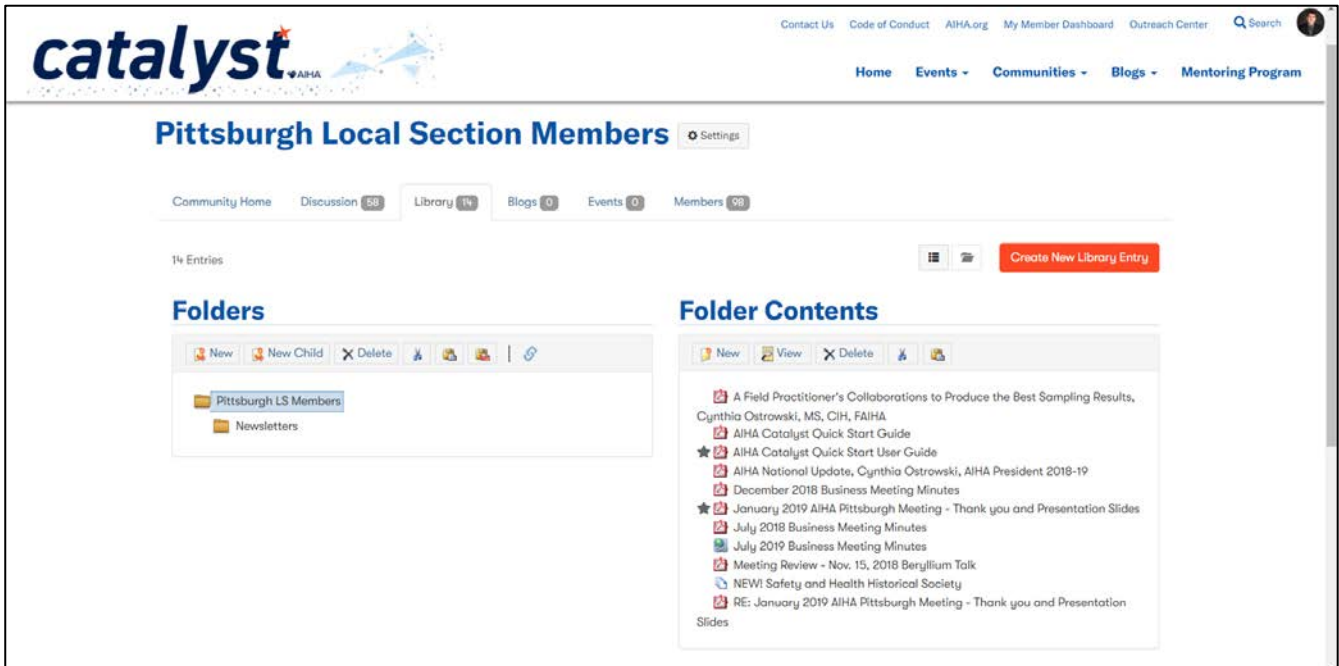 Contact Us Code of Conduct AIHA.org My Member Dashboard Outreach Center Search
catalyst AIHA
Home Events Communities Blogs Mentoring Program
Pittsburgh Local Section Members Settings
Community Home Discussion 58 Library 14 Blogs 0 Events 0 Members 98
14 Entries Create New Library Entry
Folders
New New Child Delete
Pittsburgh LS Members
Newsletters
Folder Contents
New View Delete
A Field Practitioner's Collaborations to Produce the Best Sampling Results,
Cynthia Ostrowski, MS, CIH, FAIHA
AIHA Catalyst Quick Start Guide
AIHA Catalyst Quick Start User Guide
AIHA National Update, Cynthia Ostrowski, AIHA President 2018-19
December 2018 Business Meeting Minutes
January 2019 AIHA Pittsburgh Meeting - Thank you and Presentation Slides
July 2018 Business Meeting Minutes
July 2019 Business Meeting Minutes
Meeting Review - Nov. 15, 2018 Beryllium Talk
NEW! Safety and Health Historical Society
RE: January 2019 AIHA Pittsburgh Meeting - Thank you and Presentation
Slides